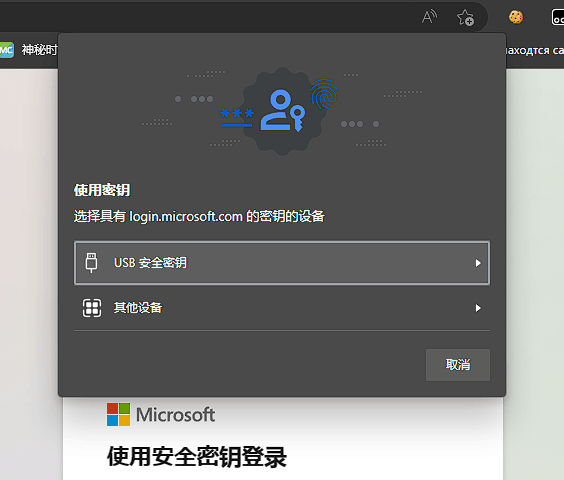 MC 神秘时
находтся са
***
使用密钥
选择具有 login.microsoft.com 的密钥的设备
USB 安全密钥
其他设备
取消
Microsoft
使用安全密钥登录